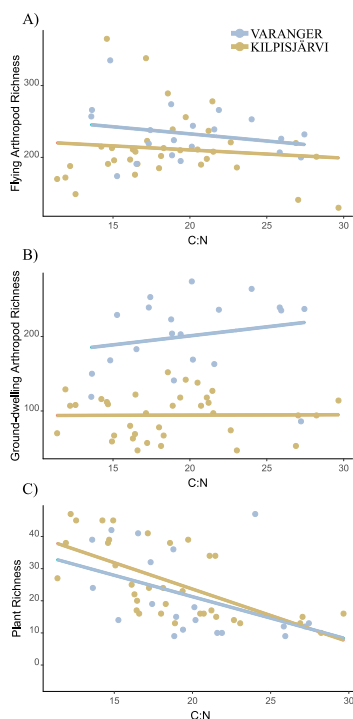 A)
VARANGER
KILPISJÄRVI
Flying Arthropod Richness
300
200
15
20
25
30
C:N
B)
Ground-dwelling Arthropod Richness
200
100
15
20
25
30
C:N
C)
Plant Richness
40
30
20
10
0
15
20
25
30
C:N